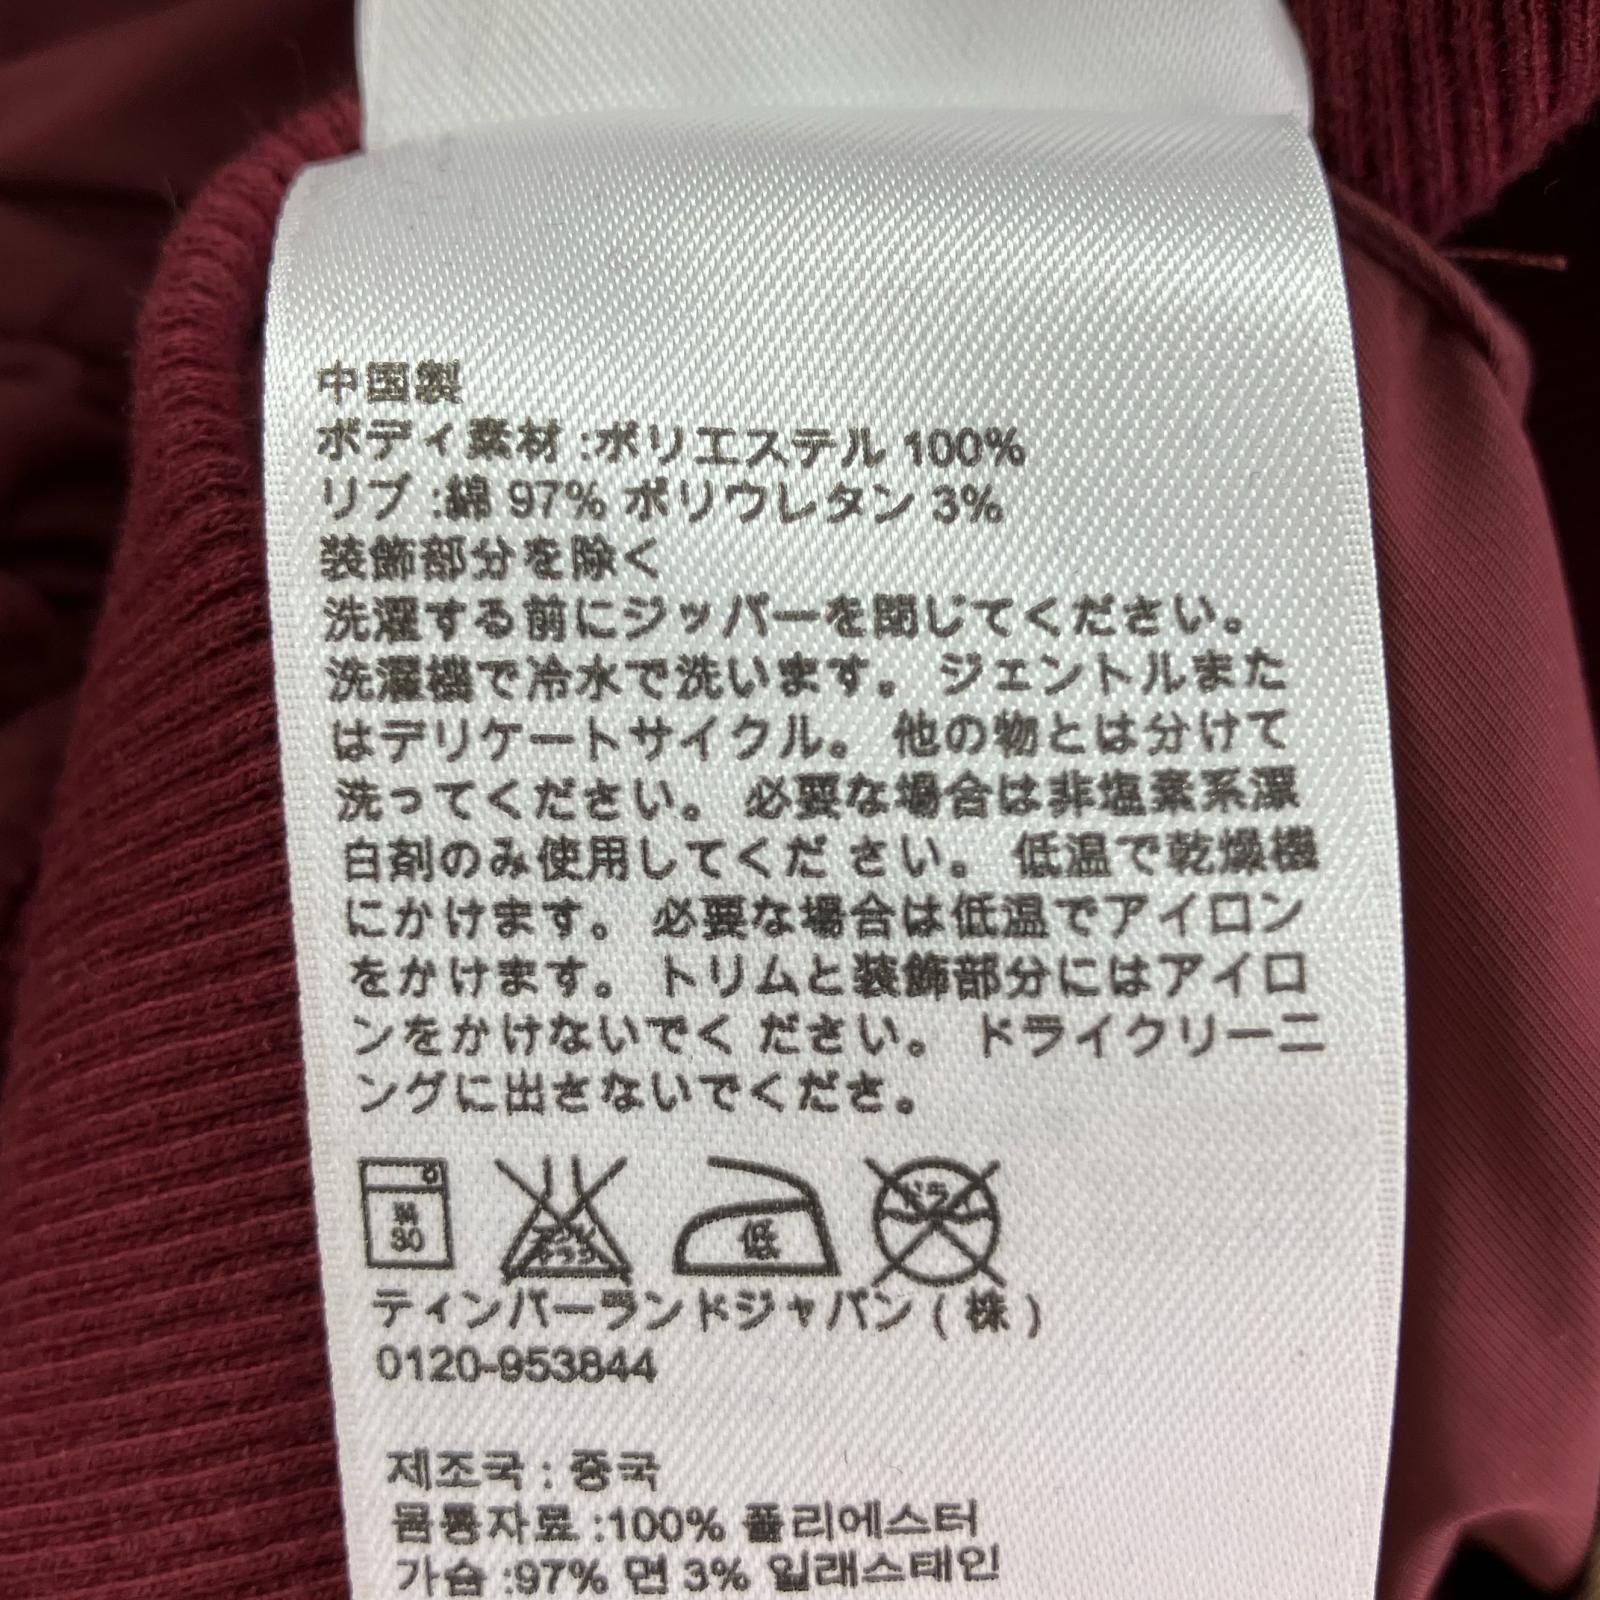 中国製
ボディ素材 :ポリエステル 100%
リブ :綿 97% ポリウレタン 3%
装飾部分を除く
洗濯する前にジッパーを閉じてください。
洗濯機で冷水で洗います。 ジェントルまた
はデリケートサイクル。 他の物とは分けて
洗ってください。 必要な場合は非塩素系漂
白剤のみ使用してくだ さい。 低温で乾燥機
にかけます。 必要な場合は低温でアイロン
をかけます。 トリムと装飾部分にはアイロ
ンをかけないでく ださい。 ドライクリーニ
ングに出さないでくださ。
30
低
ドライ
ティンバーランドジャパン ( 株 )
0120-953844
제조국 : 중국
몸통자료 :100% 폴리에스터
가슴 :97% 면 3% 일래스태인